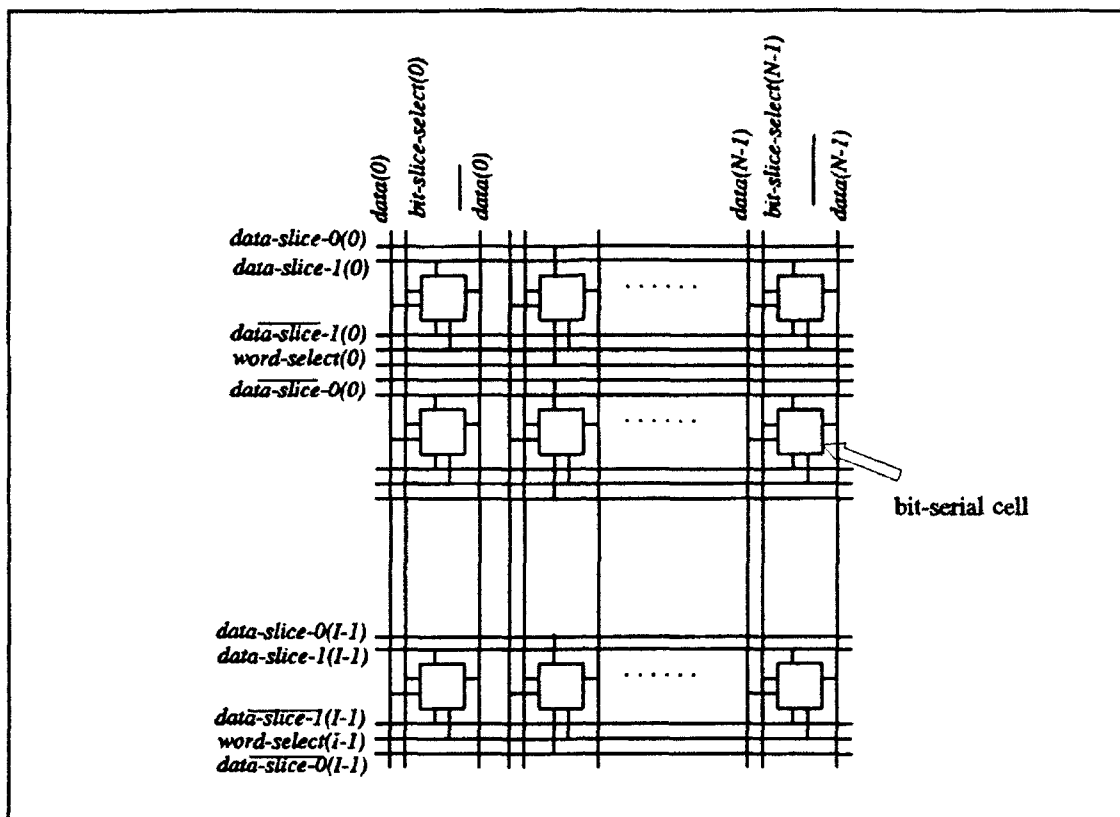 data(0)
bit-slice-select(0)
data(0)
data(N-1)
bit-slice-select(N-1)
data(N-1)
data-slice-0(0)
data-slice-1(0)
......
data-slice-1(0)
word-select(0)
data-slice-0(0)
......
bit-serial cell
data-slice-0(I-1)
data-slice-1(I-1)
......
data-slice-1(I-1)
word-select(i-1)
data-slice-0(I-1)